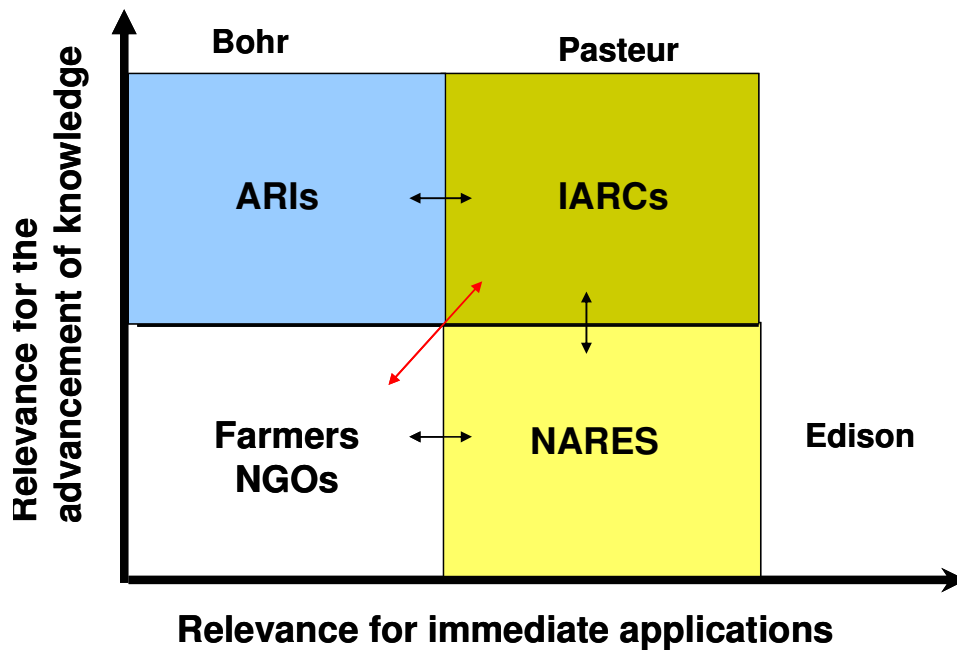 Bohr
Pasteur
Relevance for the
advancement of knowledge
ARIs
IARCs
Farmers
NGOs
NARES
Edison
Relevance for immediate applications